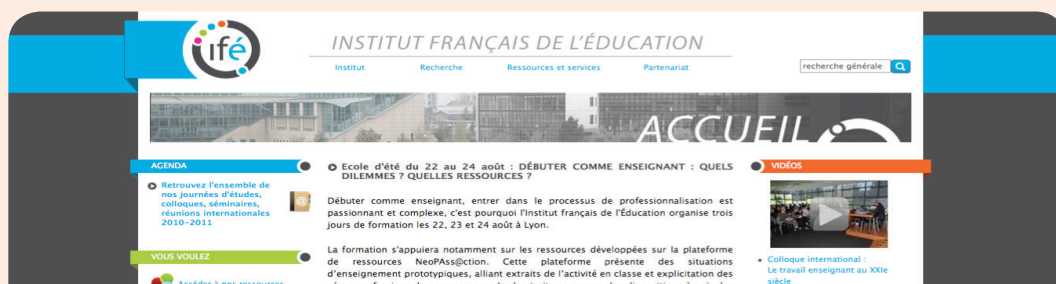 ifé
INSTITUT FRANÇAIS DE L'ÉDUCATION
Institut Recherche Ressources et services Partenariat
recherche générale
ACCUEIL
AGENDA
Retrouvez l'ensemble de
nos journées d'études,
colloques, séminaires,
réunions internationales
2010-2011
VOUS VOULEZ
Accéder à nos ressources
Ecole d'été du 22 au 24 août : DÉBUTER COMME ENSEIGNANT : QUELS
DILEMMES ? QUELLES RESSOURCES ?
Débuter comme enseignant, entrer dans le processus de professionnalisation est
passionnant et complexe, c'est pourquoi l'Institut français de l'Éducation organise trois
jours de formation les 22, 23 et 24 août à Lyon.
La formation s'appuiera notamment sur les ressources développées sur la plateforme
de ressources NeoPAss@ction. Cette plateforme présente des situations
d'enseignement prototypiques, alliant extraits de l'activité en classe et explicitation des
VIDÉOS
Colloque international :
Le travail enseignant au XXIe
siècle